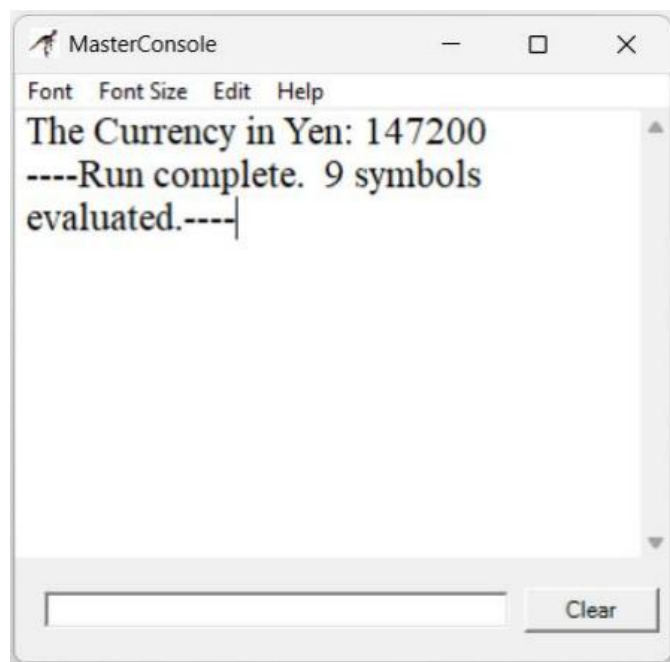 MasterConsole
Font Font Size Edit Help
The Currency in Yen: 147200
----Run complete.  9 symbols
evaluated.----
Clear